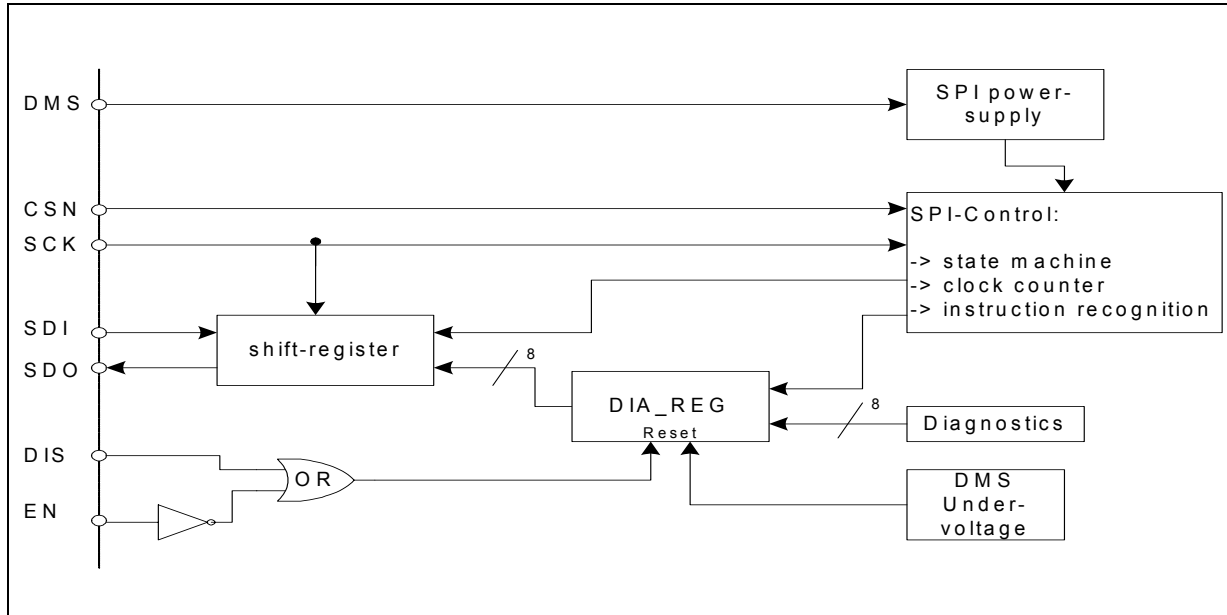 DMS
SPI power-
supply
CSN
SPI-Control:
SCK
-> state machine
-> clock counter
-> instruction recognition
SDI
shift-register
SDO
8
DIA_REG
Reset
8
Diagnostics
DIS
OR
EN
DMS
Under-
voltage